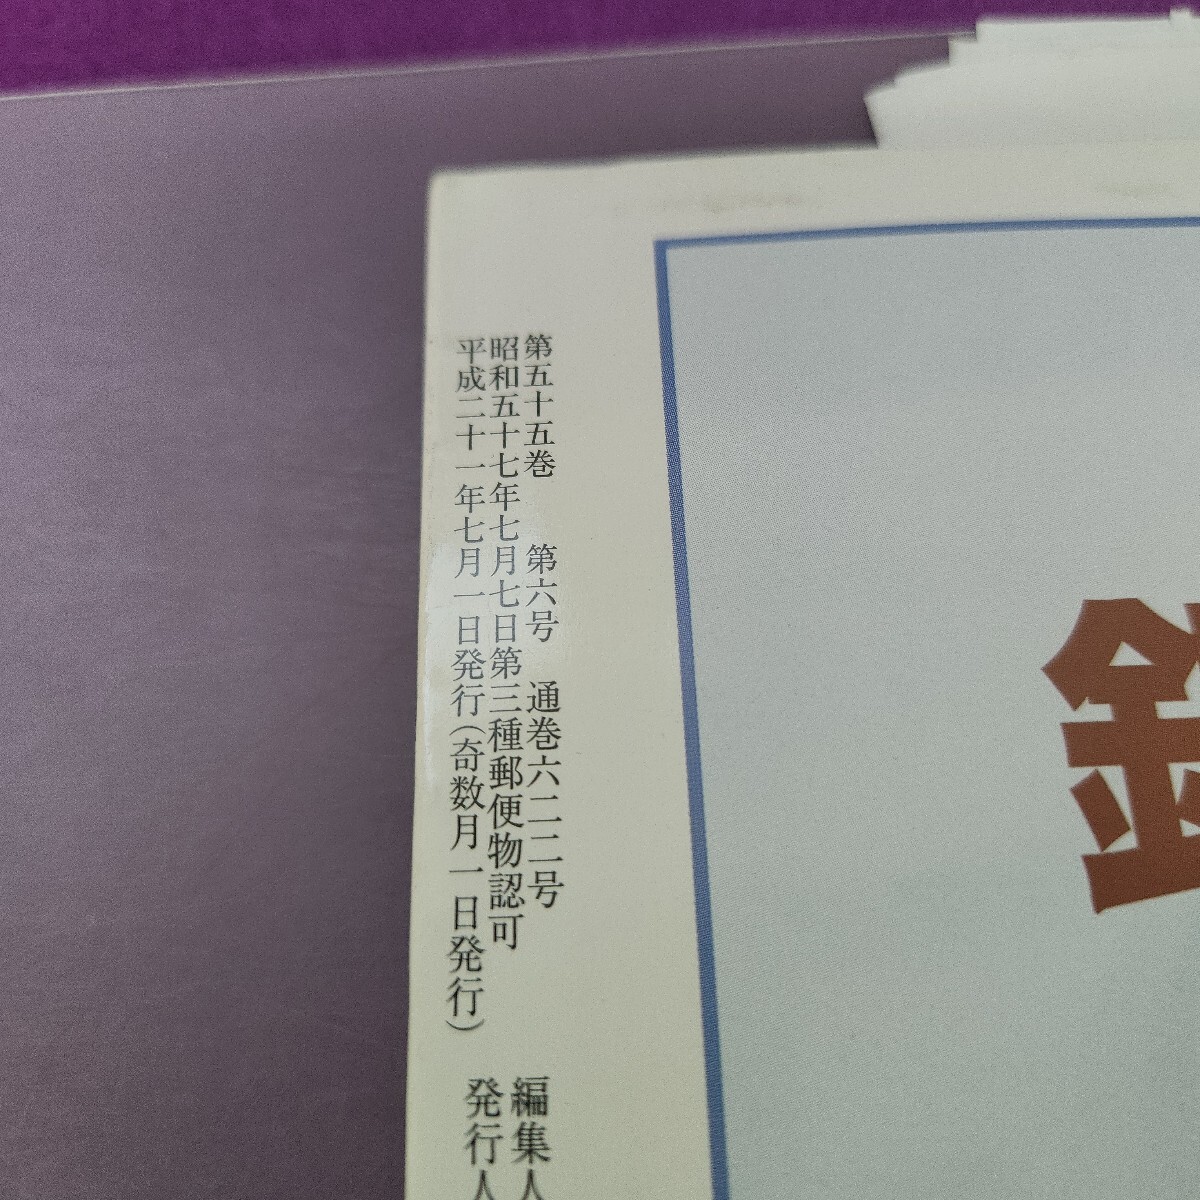 第五十五巻 第六号 通巻六二二号
昭和五十七年七月七日第三種郵便物認可
平成二十一年七月一日発行(奇数月一日発行)
編集人
発行人